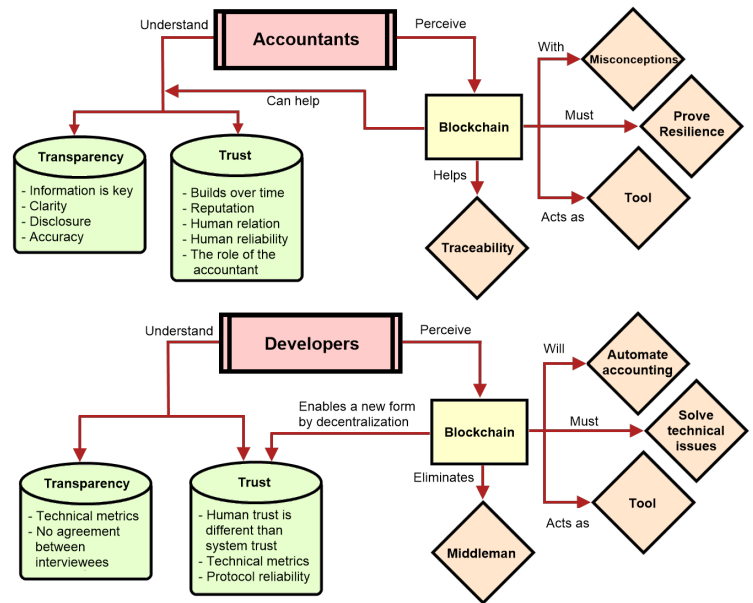 Understand
Accountants
Perceive
With
Misconceptions
Can help
Blockchain
Must
Prove
Resilience
Transparency
- Information is key
- Clarity
- Disclosure
- Accuracy
Trust
- Builds over time
- Reputation
- Human relation
- Human reliability
- The role of the
accountant
Helps
Traceability
Acts as
Tool
Understand
Developers
Perceive
Will
Automate
accounting
Enables a new form
by decentralization
Blockchain
Must
Solve
technical
issues
Transparency
- Technical metrics
- No agreement
between
interviewees
Trust
- Human trust is
different than
system trust
- Technical metrics
- Protocol reliability
Eliminates
Middleman
Acts as
Tool